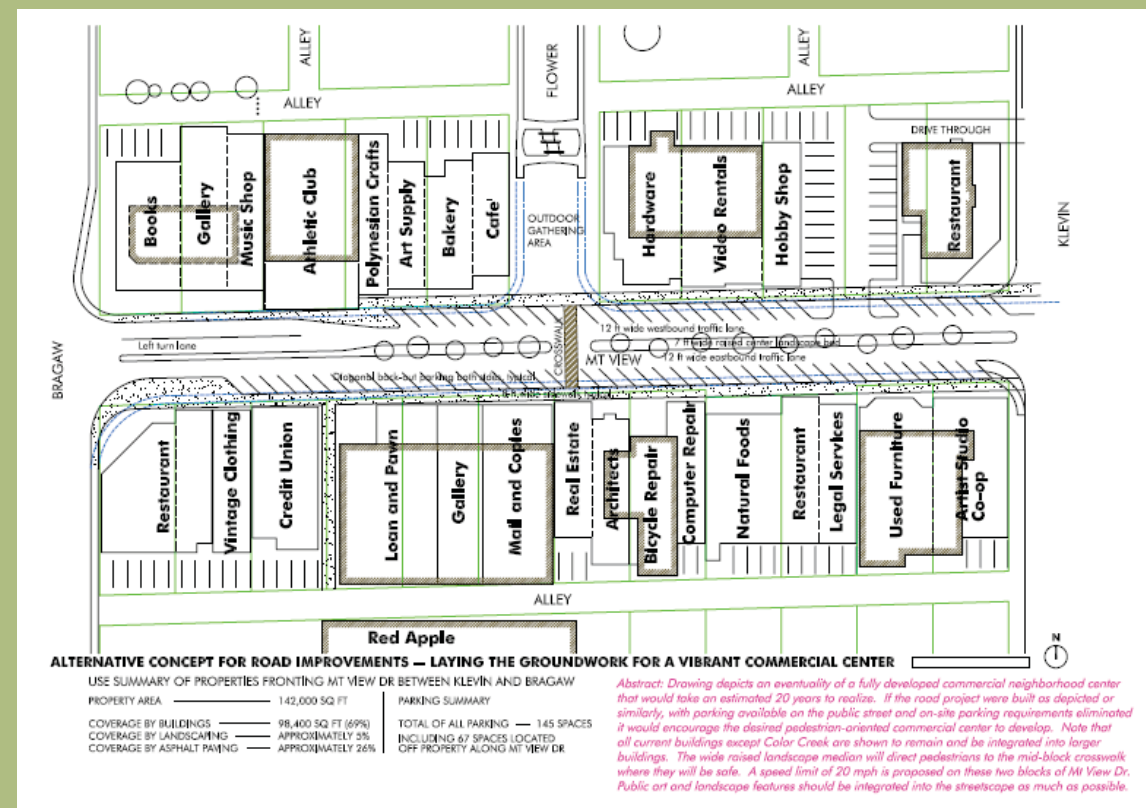 ALLEY
FLOWER
ALLEY
ALLEY
ALLEY
DRIVE THROUGH
Books
Gallery
Music Shop
Athletic Club
Polynesian Crafts
Art Supply
Bakery
Cafe'
OUTDOOR
GATHERING
AREA
Hardware
Video Rentals
Hobby Shop
Restaurant
KLEVIN
BRAGAW
Left turn lane
CROSSWALK
12 ft wide westbound traffic lane
7 ft wide raised center landscape bed
MT VIEW
12 ft wide eastbound traffic lane
Diagonal back-out parking both sides, typical
Restaurant
Vintage Clothing
Credit Union
Loan and Pawn
Gallery
Mail and Copies
Real Estate
Architects
Bicycle Repair
Computer Repair
Natural Foods
Restaurant
Legal Services
Used Furniture
Artist Studio
Co-op
ALLEY
Red Apple
N
ALTERNATIVE CONCEPT FOR ROAD IMPROVEMENTS — LAYING THE GROUNDWORK FOR A VIBRANT COMMERCIAL CENTER
USE SUMMARY OF PROPERTIES FRONTING MT VIEW DR BETWEEN KLEVIN AND BRAGAW
PROPERTY AREA — 142,000 SQ FT
COVERAGE BY BUILDINGS — 98,400 SQ FT (69%)
COVERAGE BY LANDSCAPING — APPROXIMATELY 5%
COVERAGE BY ASPHALT PAVING — APPROXIMATELY 26%
PARKING SUMMARY
TOTAL OF ALL PARKING — 145 SPACES
INCLUDING 67 SPACES LOCATED
OFF PROPERTY ALONG MT VIEW DR
Abstract: Drawing depicts an eventuality of a fully developed commercial neighborhood center
that would take an estimated 20 years to realize. If the road project were built as depicted or
similarly, with parking available on the public street and on-site parking requirements eliminated
it would encourage the desired pedestrian-oriented commercial center to develop. Note that
all current buildings except Color Creek are shown to remain and be integrated into larger
buildings. The wide raised landscape median will direct pedestrians to the mid-block crosswalk
where they will be safe. A speed limit of 20 mph is proposed on these two blocks of Mt View Dr.
Public art and landscape features should be integrated into the streetscape as much as possible.